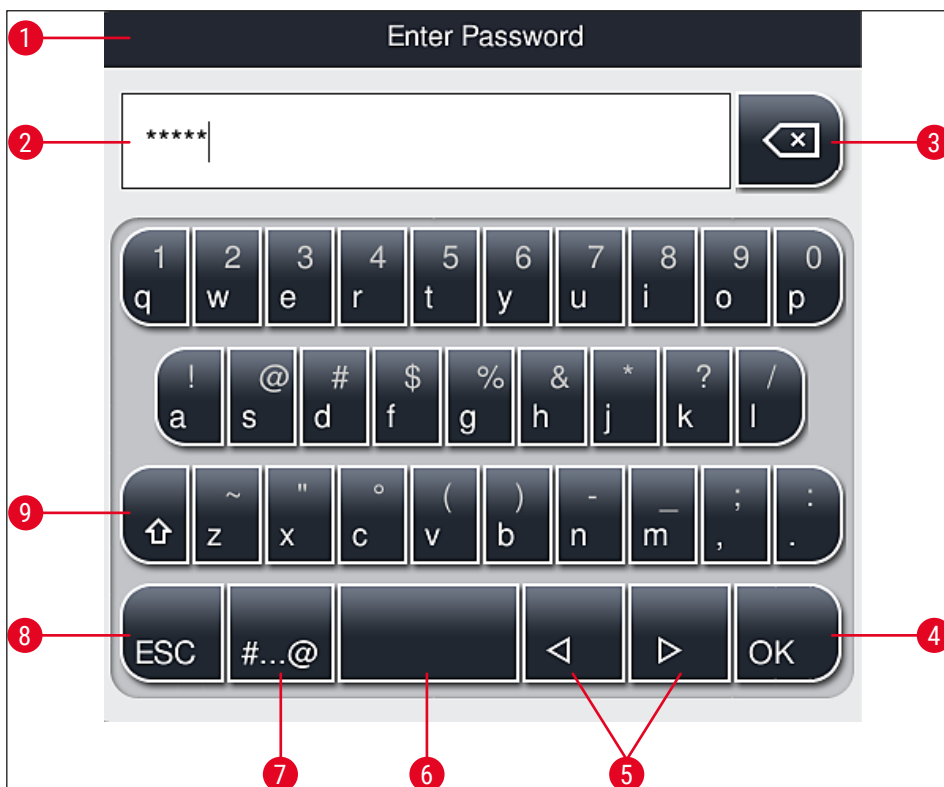 1 Enter Password
2 ***** 3
1 2 3 4 5 6 7 8 9 0
q w e r t y u i o p
! @ # $ % & * ? /
a s d f g h j k l
9 ~ " ° ( ) - _ ; :
z x c v b n m , .
8 ESC #...@ OK 4
7 6 5